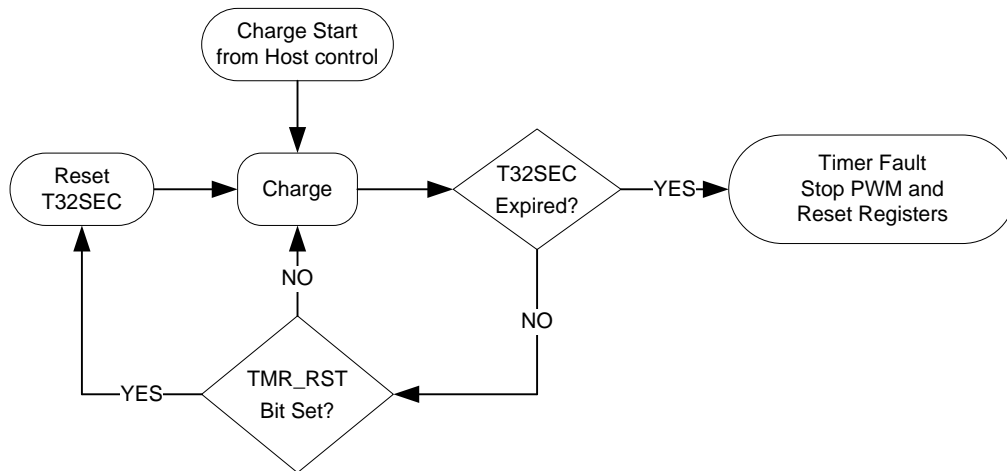 Charge Start
from Host control
Reset
T32SEC
Charge
T32SEC
Expired?
YES
Timer Fault
Stop PWM and
Reset Registers
NO
NO
TMR_RST
Bit Set?
YES